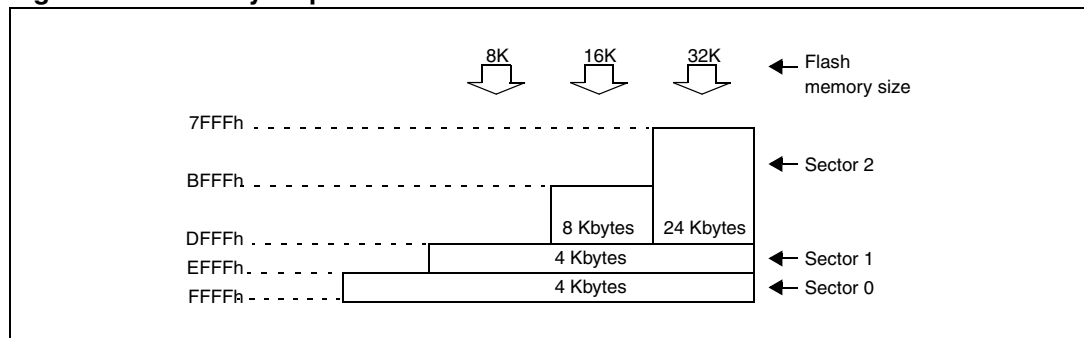 8K 16K 32K Flash
memory size
7FFFh
Sector 2
BFFFh
8 Kbytes 24 Kbytes
DFFFh
4 Kbytes Sector 1
EFFFh
4 Kbytes Sector 0
FFFFh